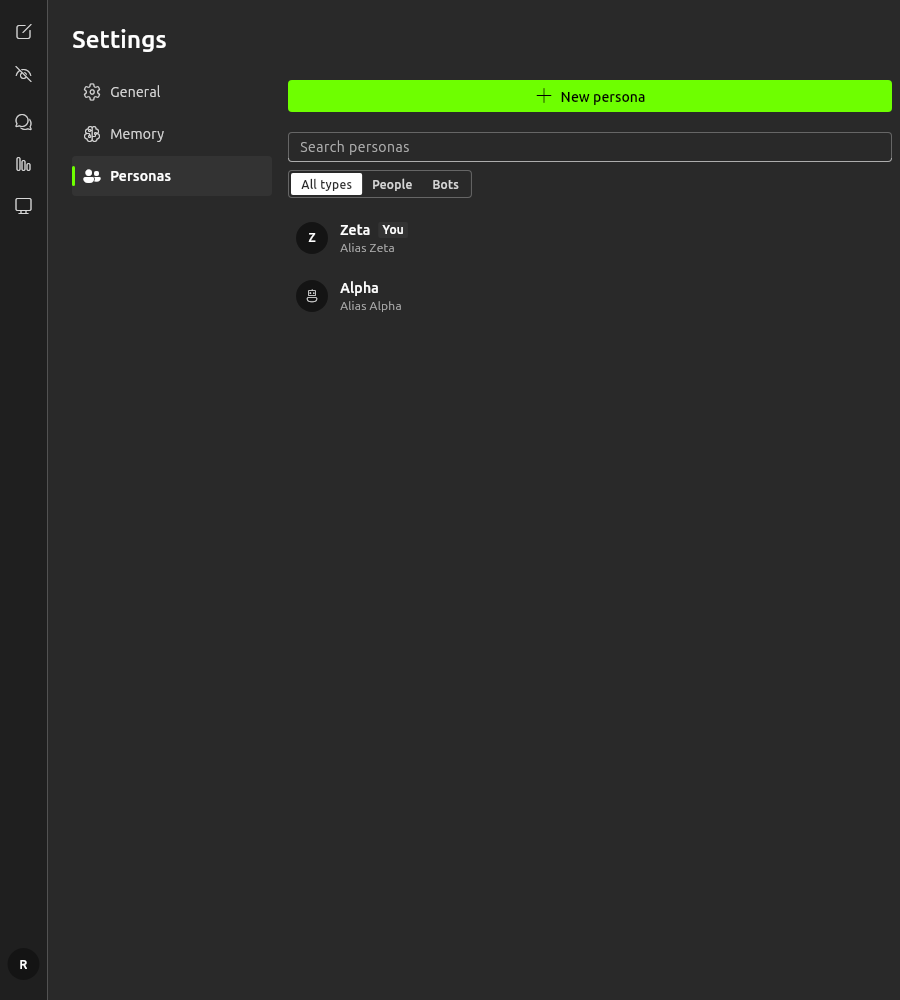 Settings
General
Memory
Personas
New persona
Search personas
All types People Bots
Z Zeta You
Alias Zeta
Alpha
Alias Alpha
R